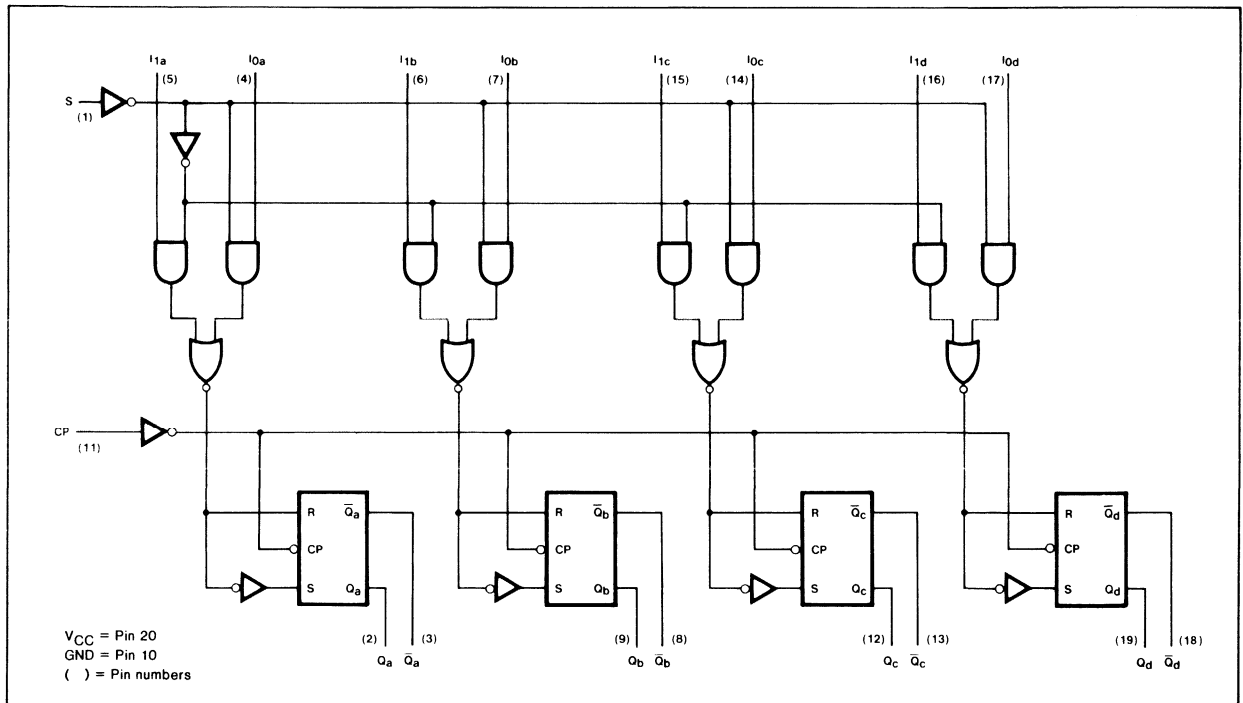 I1a I0a I1b I0b I1c I0c I1d I0d
(5) (4) (6) (7) (15) (14) (16) (17)
S
(1)
CP
(11)
R Q̅a R Q̅b R Q̅c R Q̅d
CP CP CP CP
S Qa S Qb S Qc S Qd
(2) (3) (9) (8) (12) (13) (19) (18)
Qa Q̅a Qb Q̅b Qc Q̅c Qd Q̅d
VCC = Pin 20
GND = Pin 10
( ) = Pin numbers